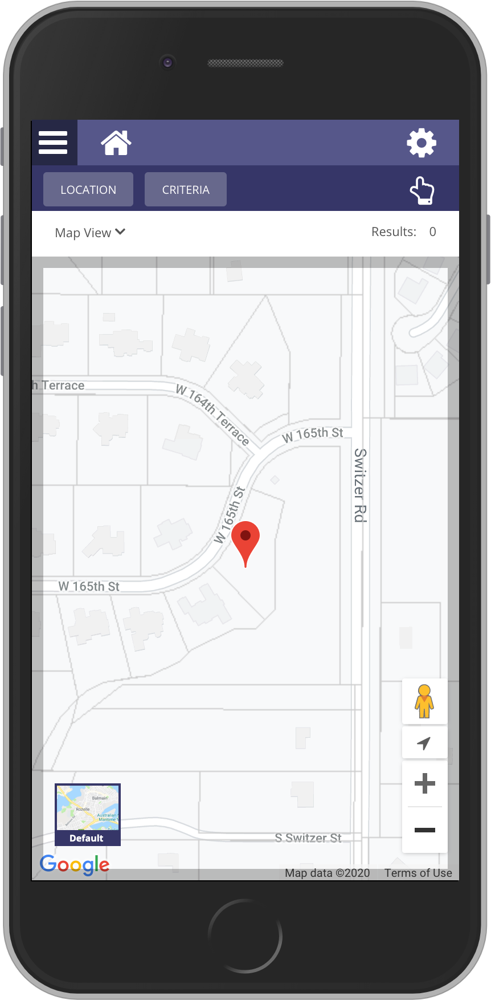 LOCATION CRITERIA
Map View Results: 0
h Terrace
W 164th Terrace
W 165th St
Switzer Rd
W 165th St
W 165th St
Balmain
Rozelle
Australian
Maritime M
Default
S Switzer St
Google
Map data ©2020 Terms of Use